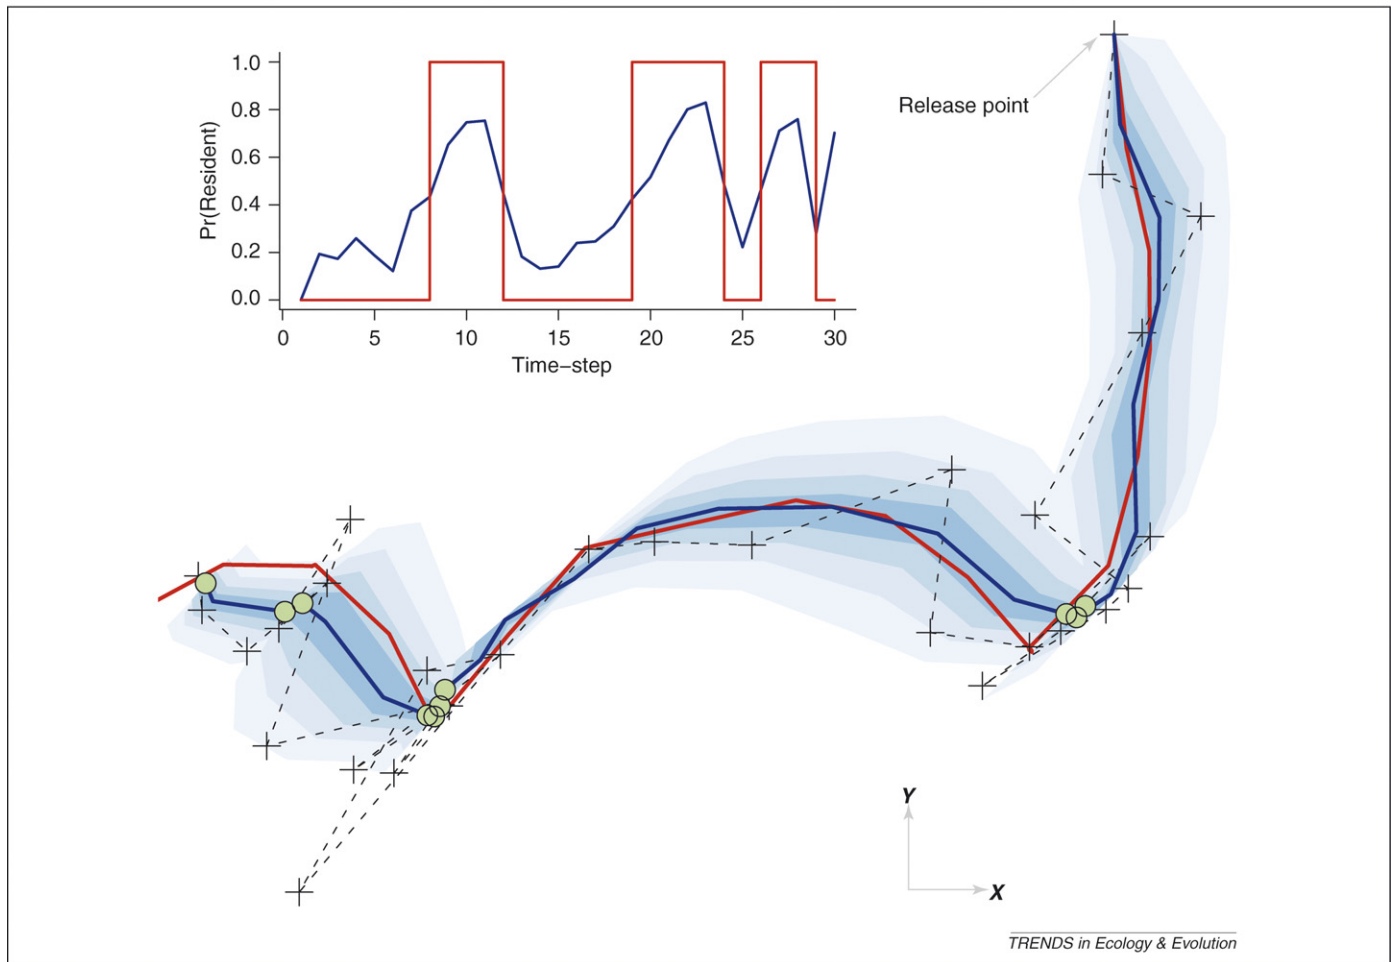 1.0
0.8
0.6
0.4
0.2
0.0
Pr(Resident)
0 5 10 15 20 25 30
Time–step
Release point
Y
X
TRENDS in Ecology & Evolution